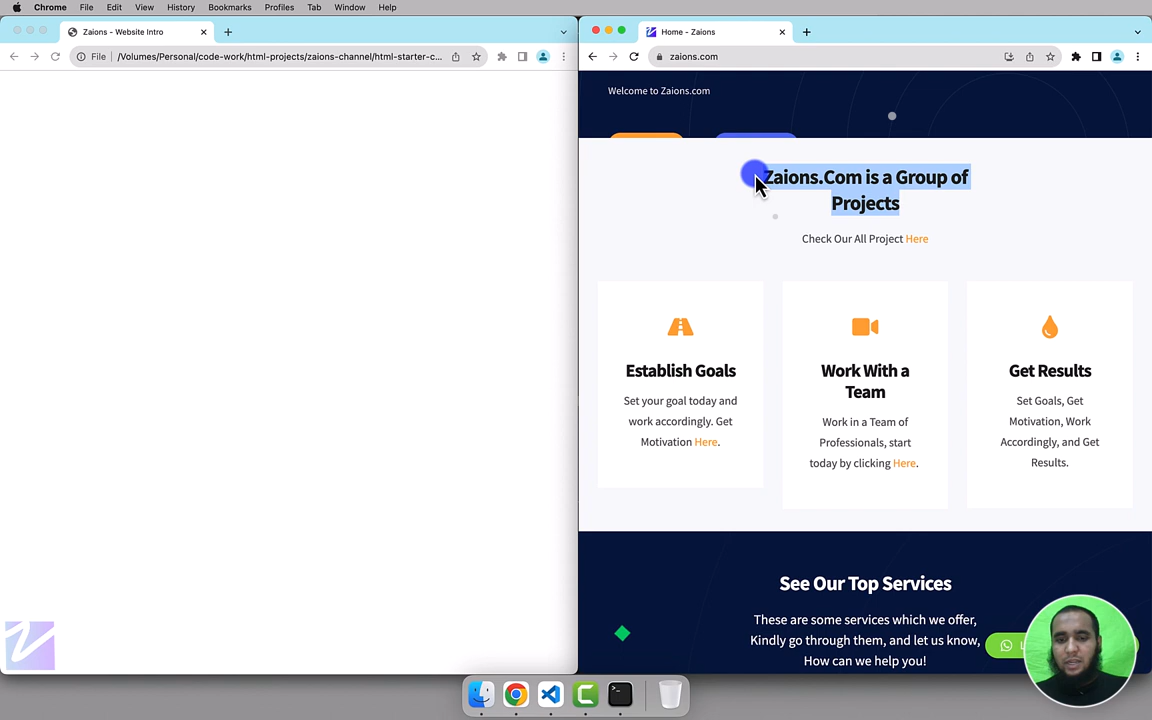 Chrome File Edit View History Bookmarks Profiles Tab Window Help
Zaions - Website Intro
File /Volumes/Personal/code-work/html-projects/zaions-channel/html-starter-c...
Home - Zaions
zaions.com
Welcome to Zaions.com
Zaions.Com is a Group of
Projects
Check Our All Project Here
Establish Goals
Set your goal today and
work accordingly. Get
Motivation Here.
Work With a
Team
Work in a Team of
Professionals, start
today by clicking Here.
Get Results
Set Goals, Get
Motivation, Work
Accordingly, and Get
Results.
See Our Top Services
These are some services which we offer,
Kindly go through them, and let us know,
How can we help you!